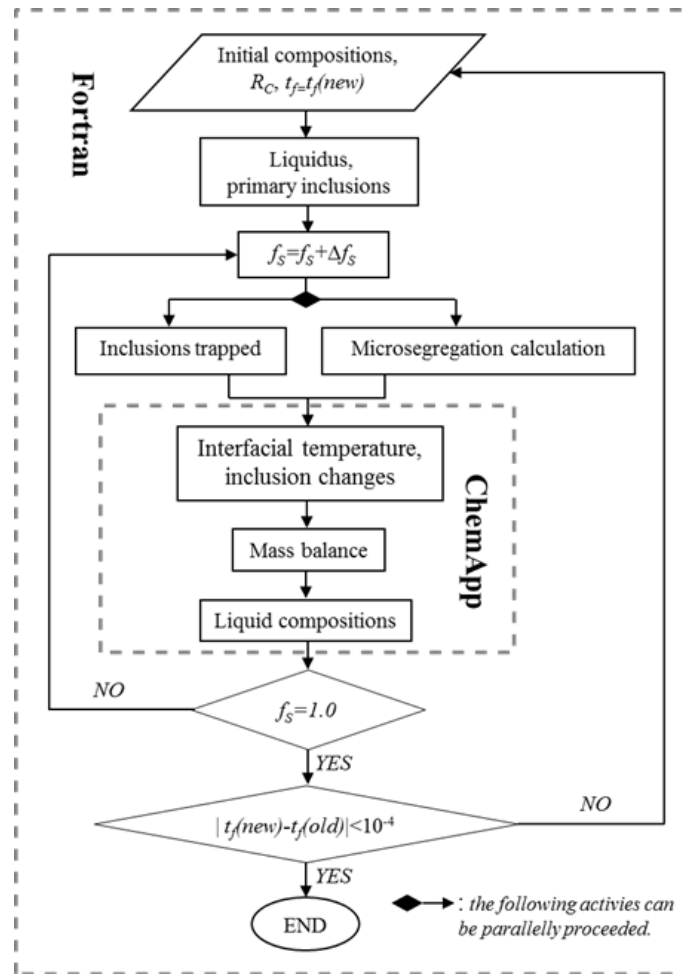 Fortran
Initial compositions,
R_C, t_f=t_f(new)
Liquidus,
primary inclusions
f_S=f_S+Δf_S
Inclusions trapped
Microsegregation calculation
Interfacial temperature,
inclusion changes
ChemApp
Mass balance
Liquid compositions
NO
f_S=1.0
YES
NO
| t_f(new)-t_f(old)|<10⁻⁴
YES
END
: the following activies can
be parallelly proceeded.